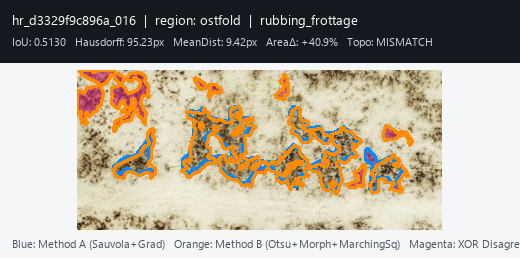 hr_d3329f9c896a_016 | region: ostfold | rubbing_frottage
IoU: 0.5130 Hausdorff: 95.23px MeanDist: 9.42px AreaΔ: +40.9% Topo: MISMATCH
Blue: Method A (Sauvola+Grad) Orange: Method B (Otsu+Morph+MarchingSq) Magenta: XOR Disagre